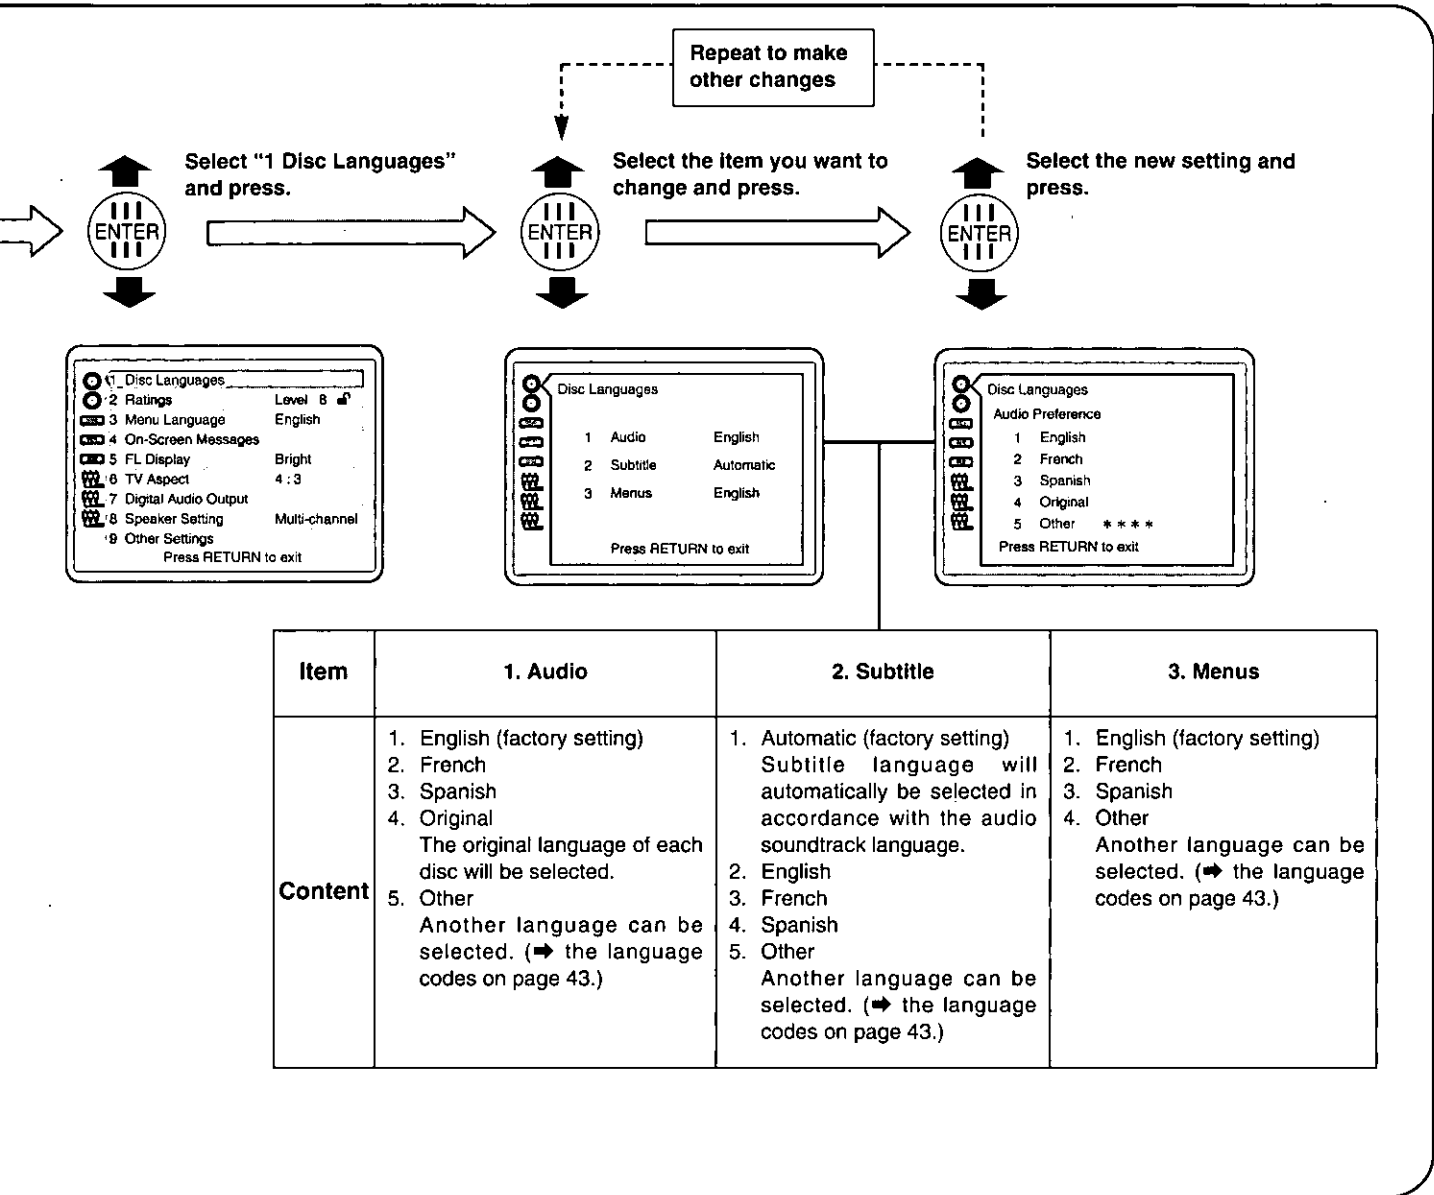 Repeat to make
other changes
Select “1 Disc Languages”
and press.
Select the item you want to
change and press.
Select the new setting and
press.
ENTER
ENTER
ENTER
1 Disc Languages
2 Ratings Level 8
3 Menu Language English
4 On-Screen Messages
5 FL Display Bright
6 TV Aspect 4 : 3
7 Digital Audio Output
8 Speaker Setting Multi-channel
9 Other Settings
Press RETURN to exit
Disc Languages
1 Audio English
2 Subtitle Automatic
3 Menus English
Press RETURN to exit
Disc Languages
Audio Preference
1 English
2 French
3 Spanish
4 Original
5 Other * * * *
Press RETURN to exit
Item
1. Audio
2. Subtitle
3. Menus
Content
1. English (factory setting)
2. French
3. Spanish
4. Original
The original language of each
disc will be selected.
5. Other
Another language can be
selected. (➡ the language
codes on page 43.)
1. Automatic (factory setting)
Subtitle language will
automatically be selected in
accordance with the audio
soundtrack language.
2. English
3. French
4. Spanish
5. Other
Another language can be
selected. (➡ the language
codes on page 43.)
1. English (factory setting)
2. French
3. Spanish
4. Other
Another language can be
selected. (➡ the language
codes on page 43.)